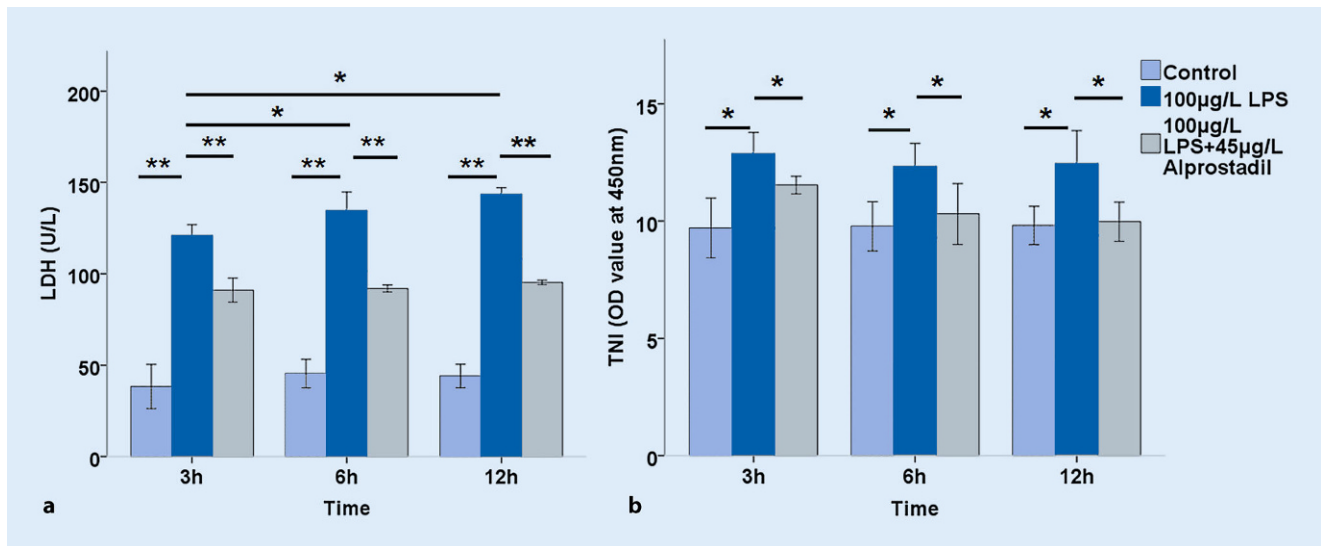 LDH (U/L)
200
150
100
50
0
*
*
**
**
**
**
**
**
3h
6h
12h
Time
a
TNI (OD value at 450nm)
15
10
5
0
*
*
*
*
*
*
3h
6h
12h
Time
b
Control
100µg/L LPS
100µg/L
LPS+45µg/L
Alprostadil